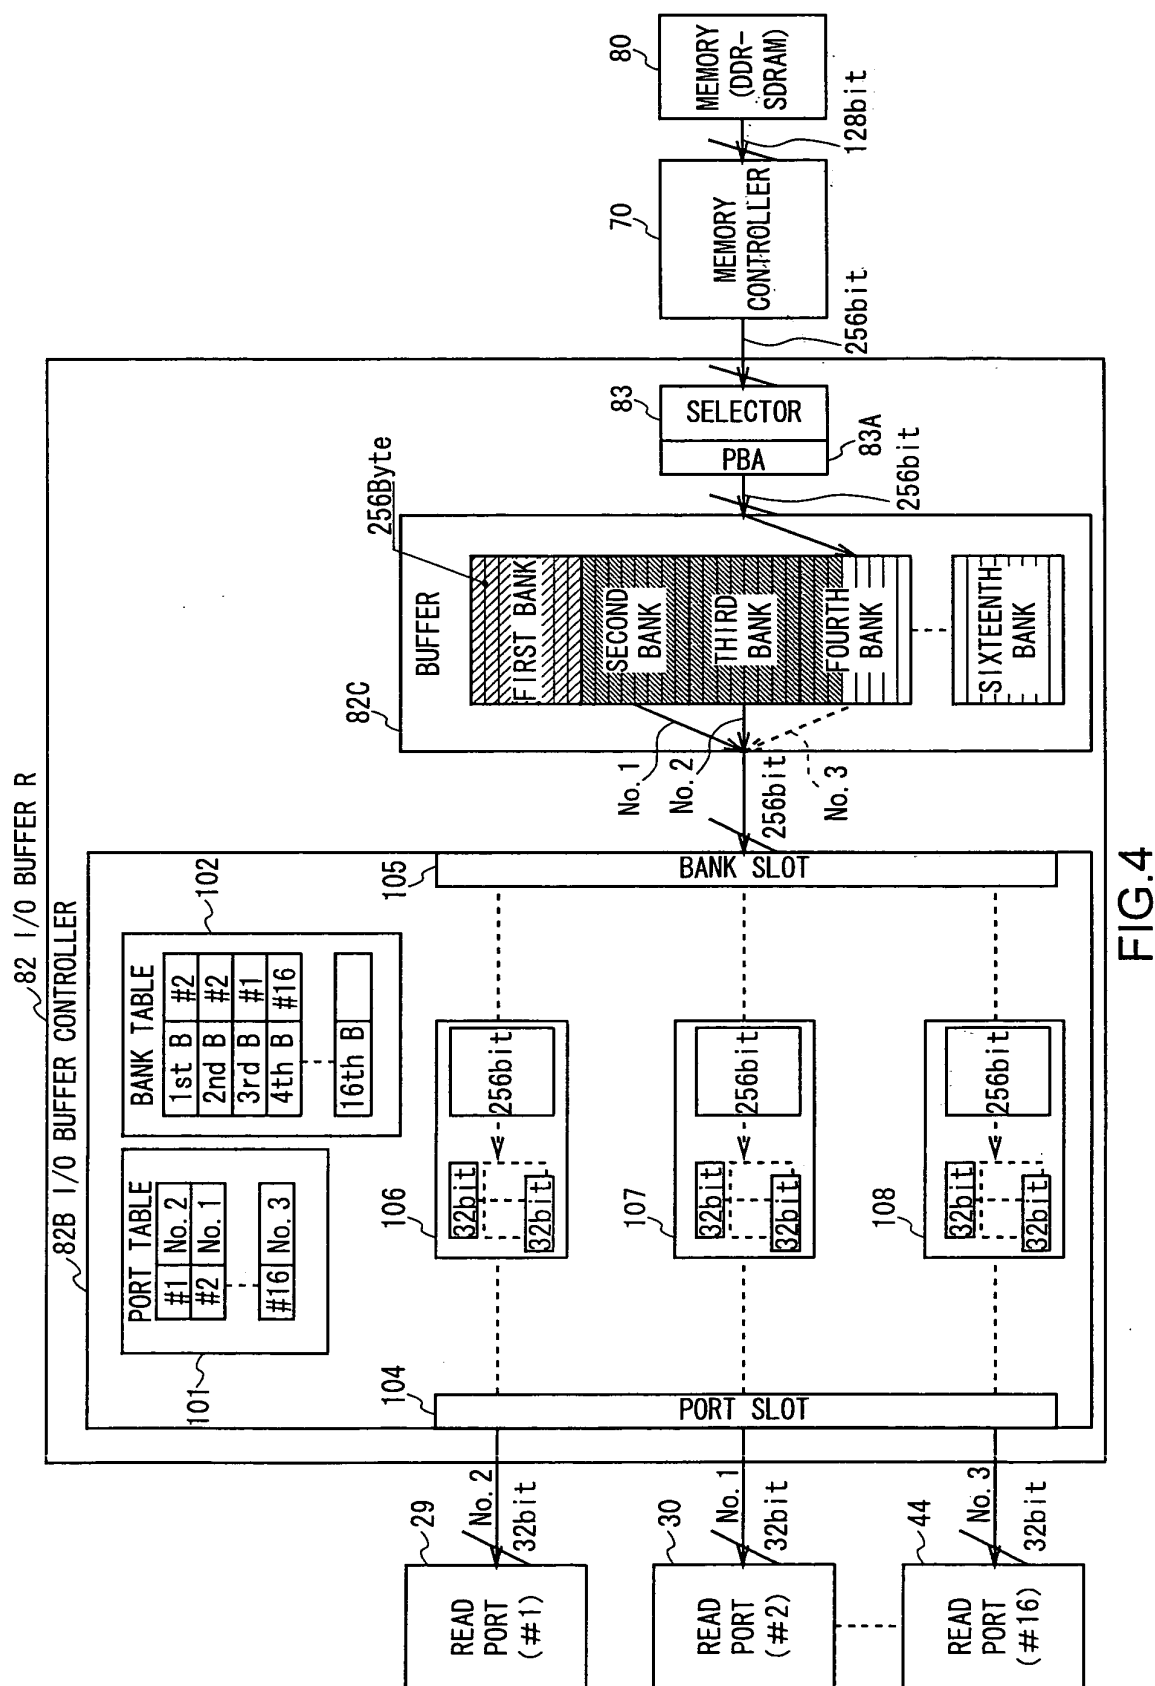 82 I/O BUFFER R
82B I/O BUFFER CONTROLLER
101
PORT TABLE
#1 No.2
#2 No.1
#16 No.3
102
BANK TABLE
1st B #2
2nd B #2
3rd B #1
4th B #16
16th B
29
READ
PORT
(#1)
No.2
32bit
30
READ
PORT
(#2)
No.1
32bit
44
READ
PORT
(#16)
No.3
32bit
104
PORT SLOT
106
32bit
32bit
256bit
107
32bit
32bit
256bit
108
32bit
32bit
256bit
105
BANK SLOT
256bit
No.1
No.2
No.3
82C
BUFFER
256Byte
FIRST BANK
SECOND
BANK
THIRD
BANK
FOURTH
BANK
SIXTEENTH
BANK
256bit
83
SELECTOR
PBA
83A
256bit
70
MEMORY
CONTROLLER
128bit
80
MEMORY
(DDR-
SDRAM)
FIG.4